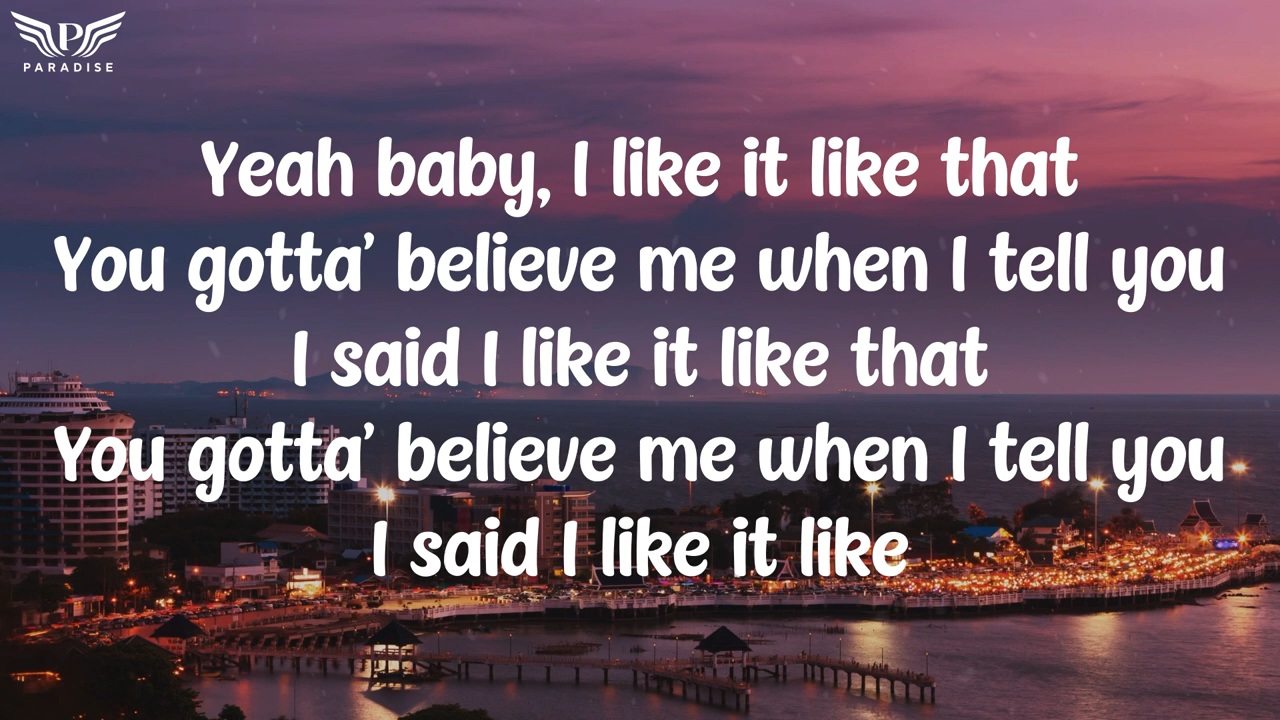 P
PARADISE
Yeah baby, I like it like that
You gotta' believe me when I tell you
I said I like it like that
You gotta' believe me when I tell you
I said I like it like